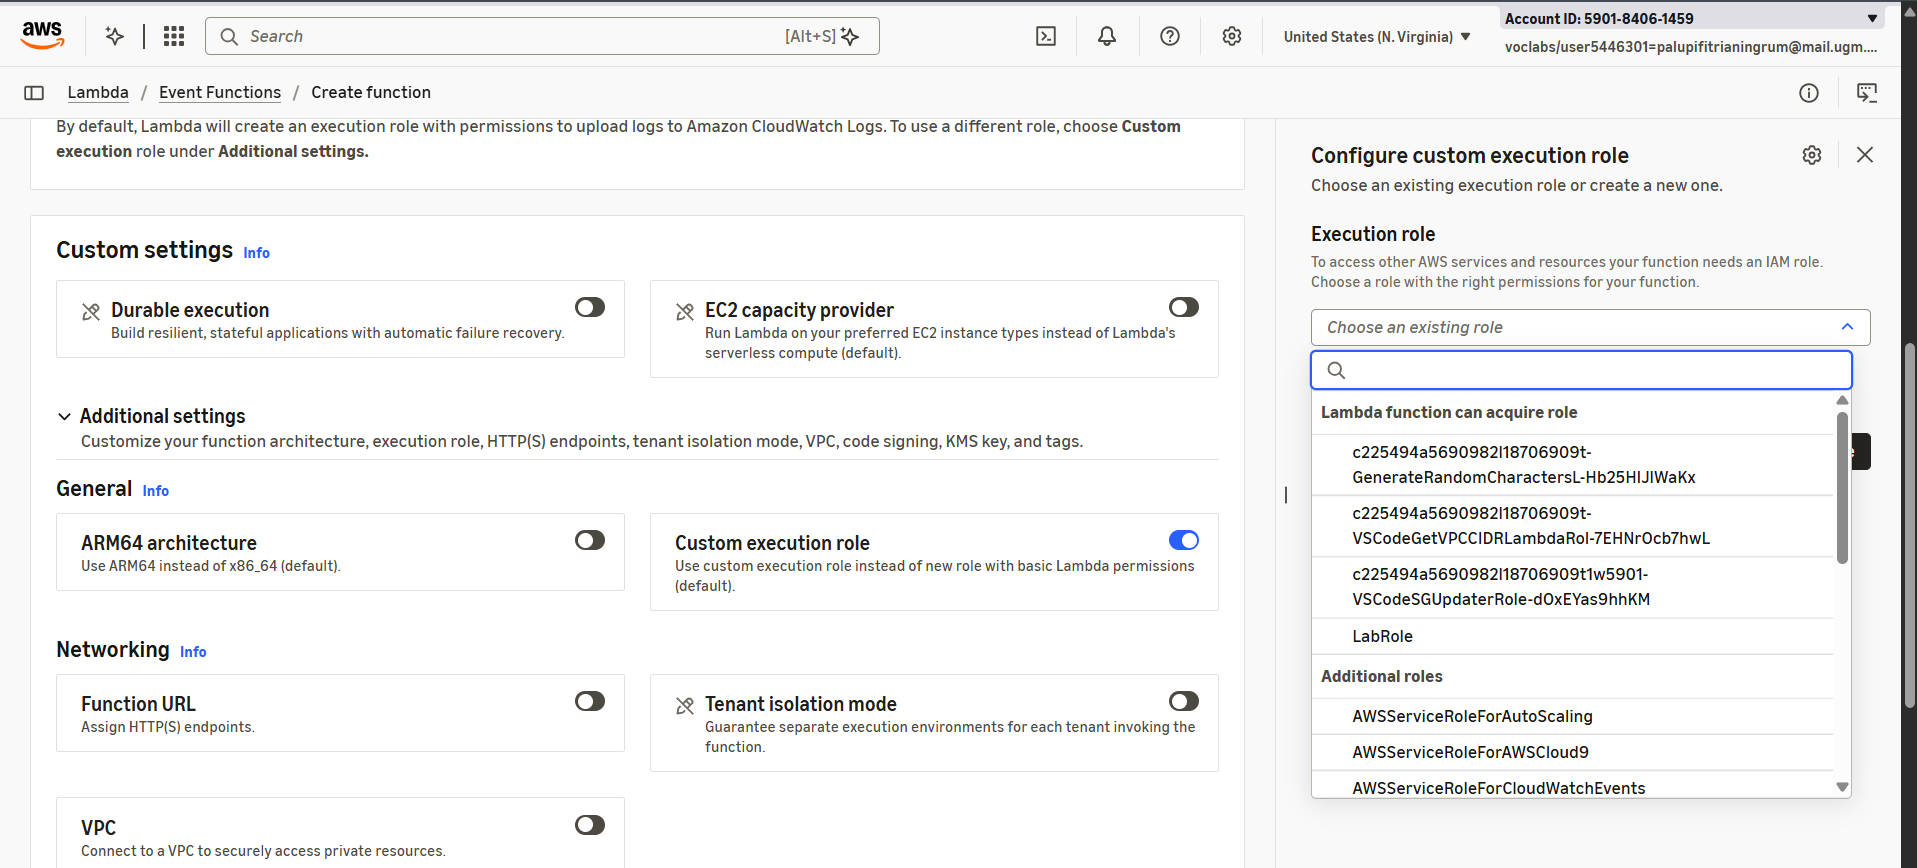 aws
Search
[Alt+S]
United States (N. Virginia)
Account ID: 5901-8406-1459
voclabs/user5446301=palupifitrianingrum@mail.ugm....
Lambda / Event Functions / Create function
By default, Lambda will create an execution role with permissions to upload logs to Amazon CloudWatch Logs. To use a different role, choose Custom
execution role under Additional settings.
Custom settings Info
Durable execution
Build resilient, stateful applications with automatic failure recovery.
EC2 capacity provider
Run Lambda on your preferred EC2 instance types instead of Lambda's
serverless compute (default).
Additional settings
Customize your function architecture, execution role, HTTP(S) endpoints, tenant isolation mode, VPC, code signing, KMS key, and tags.
General Info
ARM64 architecture
Use ARM64 instead of x86_64 (default).
Custom execution role
Use custom execution role instead of new role with basic Lambda permissions
(default).
Networking Info
Function URL
Assign HTTP(S) endpoints.
Tenant isolation mode
Guarantee separate execution environments for each tenant invoking the
function.
VPC
Connect to a VPC to securely access private resources.
Configure custom execution role
Choose an existing execution role or create a new one.
Execution role
To access other AWS services and resources your function needs an IAM role.
Choose a role with the right permissions for your function.
Choose an existing role
Lambda function can acquire role
c225494a5690982l18706909t-
GenerateRandomCharactersL-Hb25HIJIWaKx
c225494a5690982l18706909t-
VSCodeGetVPCCIDRLambdaRol-7EHNrOcb7hwL
c225494a5690982l18706909t1w5901-
VSCodeSGUpdaterRole-dOxEYas9hhKM
LabRole
Additional roles
AWSServiceRoleForAutoScaling
AWSServiceRoleForAWSCloud9
AWSServiceRoleForCloudWatchEvents